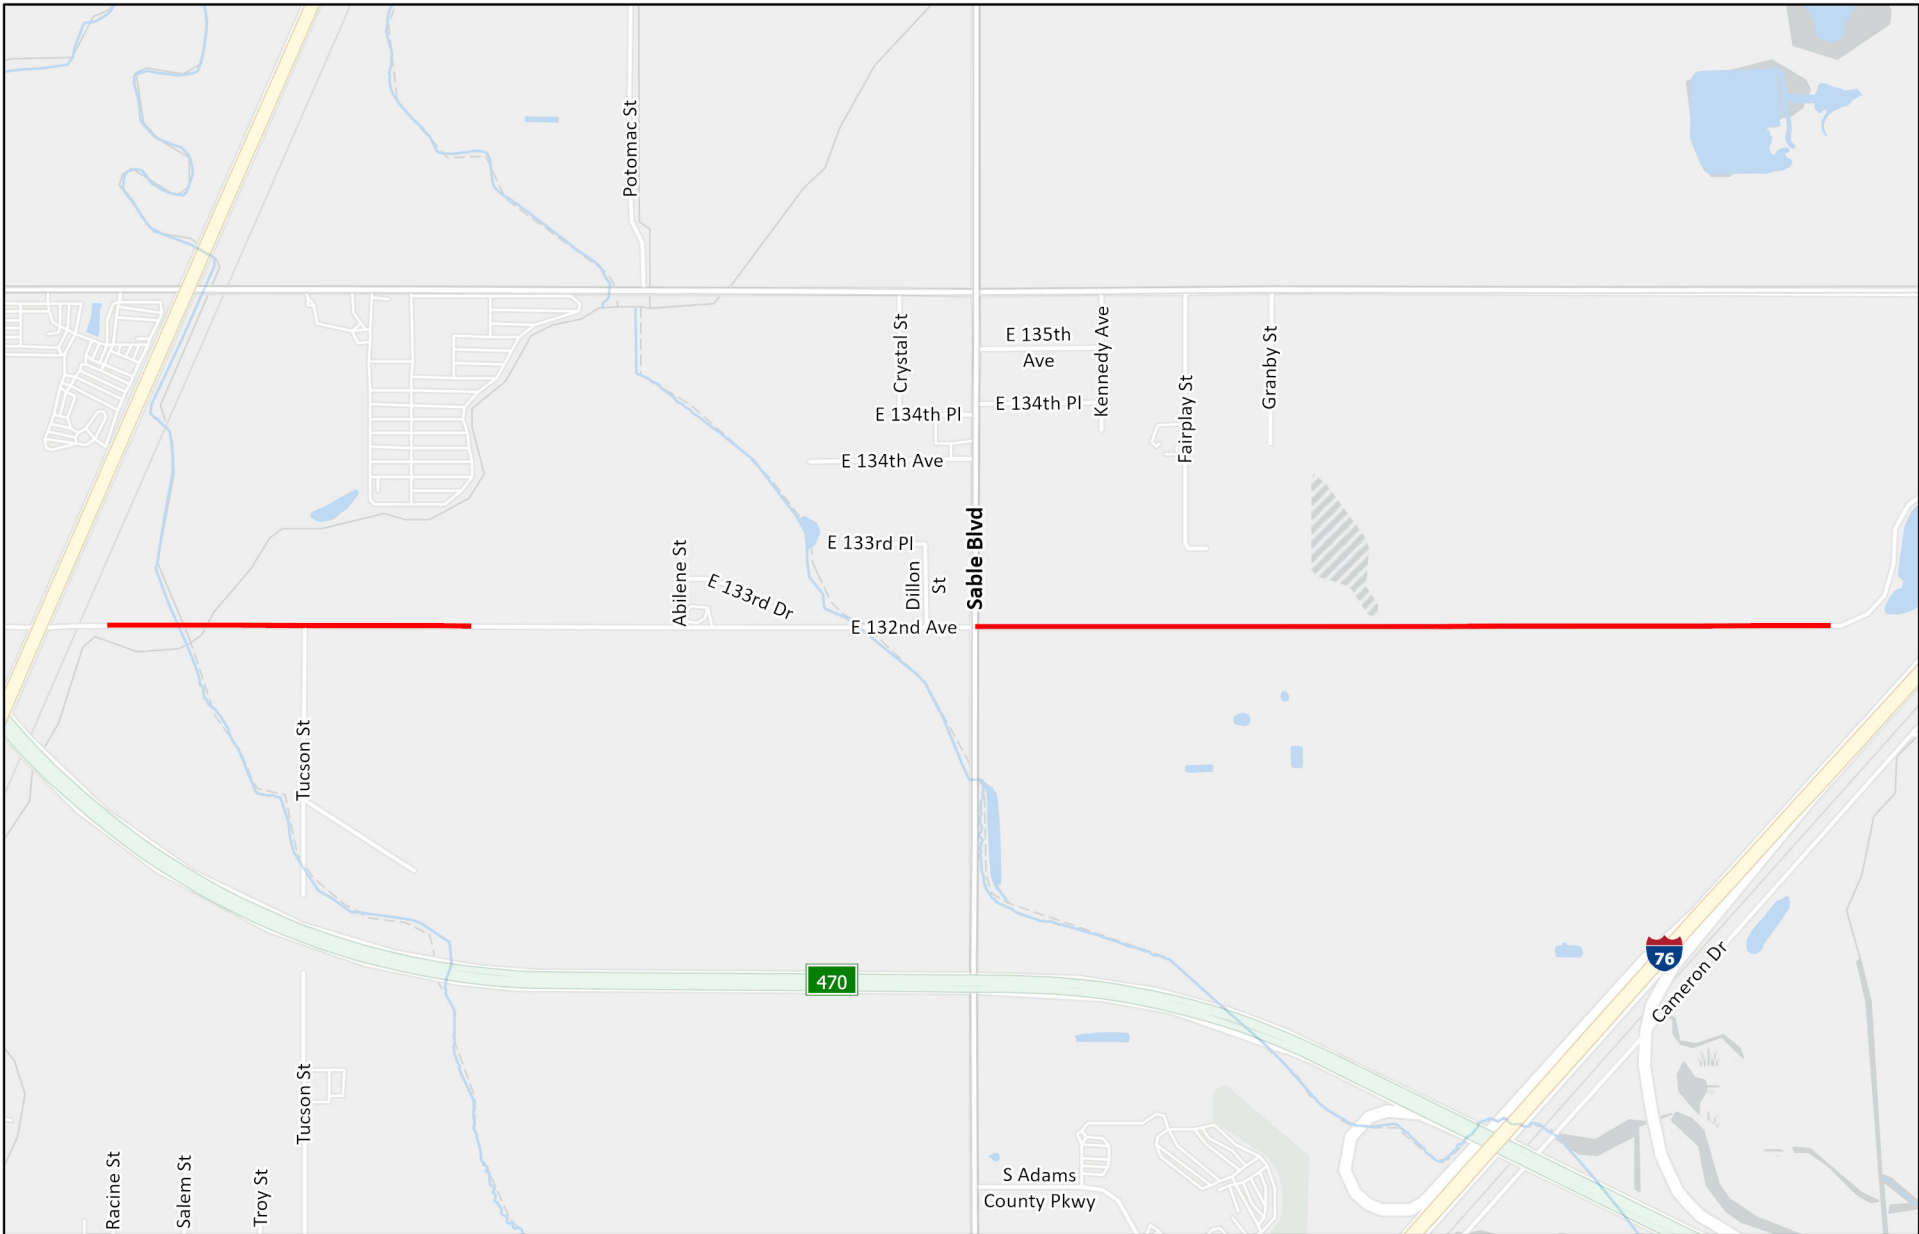 Potomac St
Crystal St
E 135th
Ave
Kennedy Ave
Granby St
Fairplay St
E 134th Pl
E 134th Pl
E 134th Ave
Sable Blvd
E 133rd Pl
Abilene St
E 133rd Dr
Dillon
St
E 132nd Ave
Tucson St
470
76
Cameron Dr
Tucson St
Racine St
Salem St
Troy St
S Adams
County Pkwy